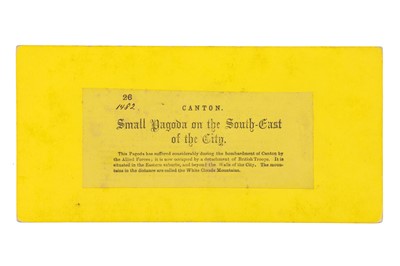 26
1482
CANTON.
Small Pagoda on the South-East
of the City.
This Pagoda has suffered considerably during the bombardment of Canton by
the Allied Forces; it is now occupied by a detachment of British Troops. It is
situated in the Eastern suburbs, and beyond the Walls of the City. The moun-
tains in the distance are called the White Clouds Mountains.